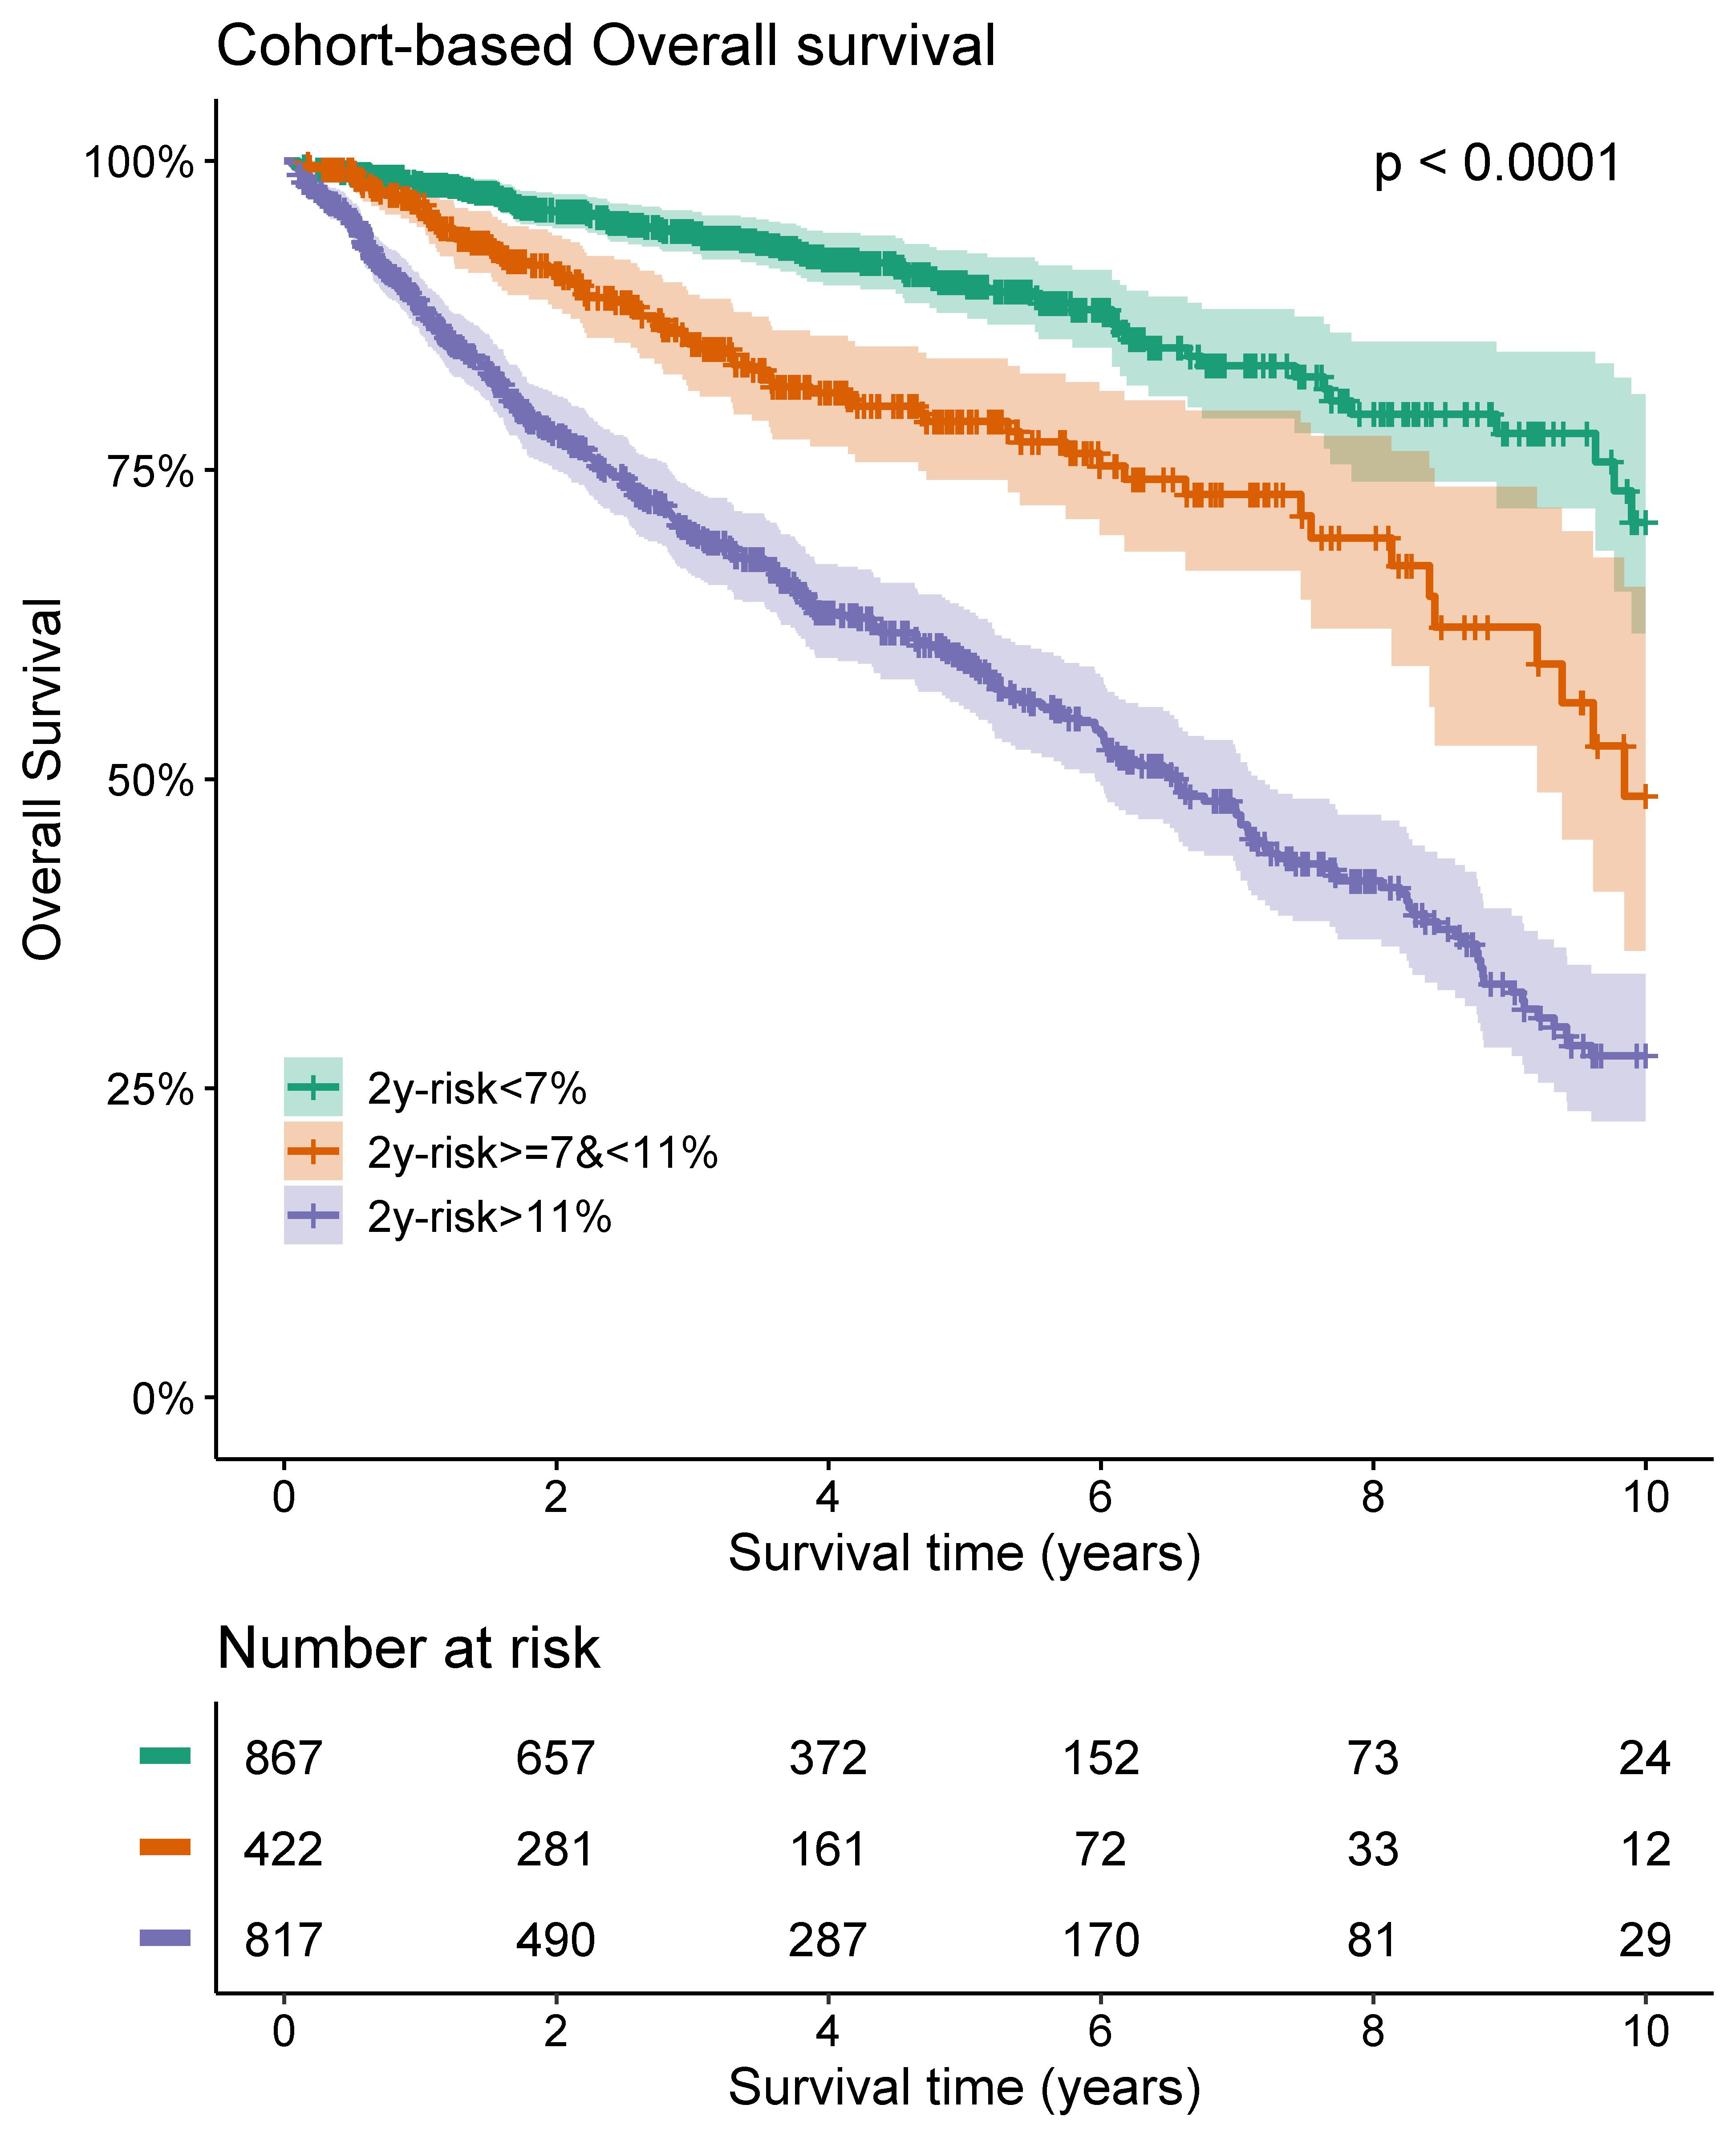 Cohort-based Overall survival
p < 0.0001
100%
75%
50%
25%
0%
Overall Survival
2y-risk<7%
2y-risk>=7&<11%
2y-risk>11%
0 2 4 6 8 10
Survival time (years)
Number at risk
867 657 372 152 73 24
422 281 161 72 33 12
817 490 287 170 81 29
0 2 4 6 8 10
Survival time (years)